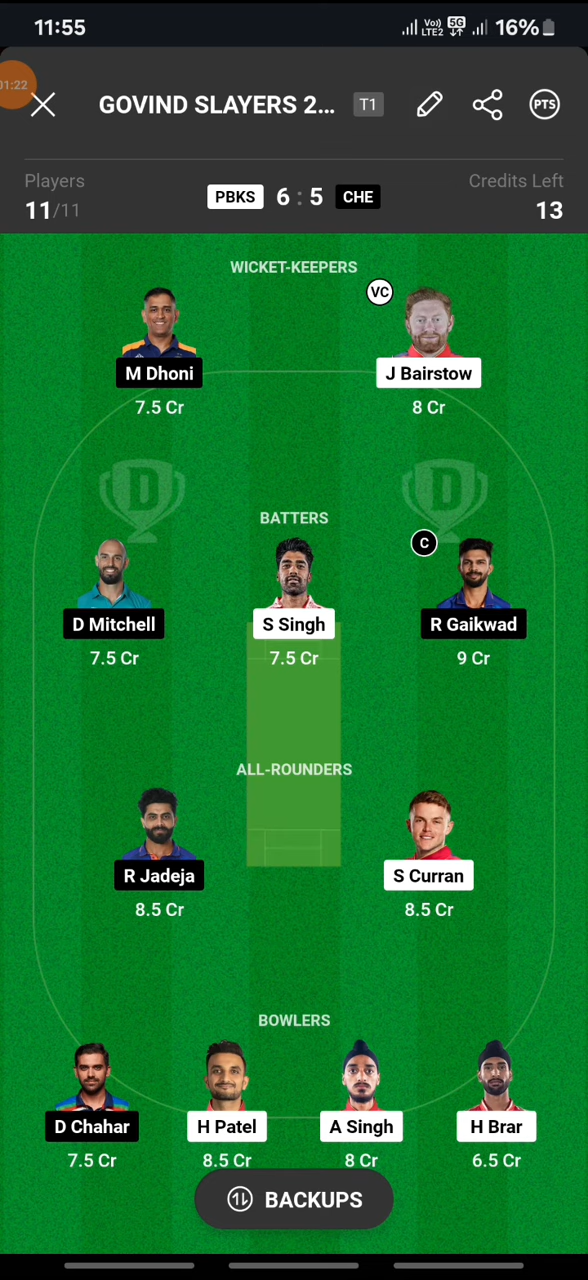 11:55
Vo)) LTE2 5G 16%
01:22
GOVIND SLAYERS 2... T1 PTS
Players Credits Left
11/11 PBKS 6 : 5 CHE 13
WICKET-KEEPERS
VC
M Dhoni J Bairstow
7.5 Cr 8 Cr
D D
BATTERS
C
D Mitchell S Singh R Gaikwad
7.5 Cr 7.5 Cr 9 Cr
ALL-ROUNDERS
R Jadeja S Curran
8.5 Cr 8.5 Cr
BOWLERS
D Chahar H Patel A Singh H Brar
7.5 Cr 8.5 Cr 8 Cr 6.5 Cr
BACKUPS